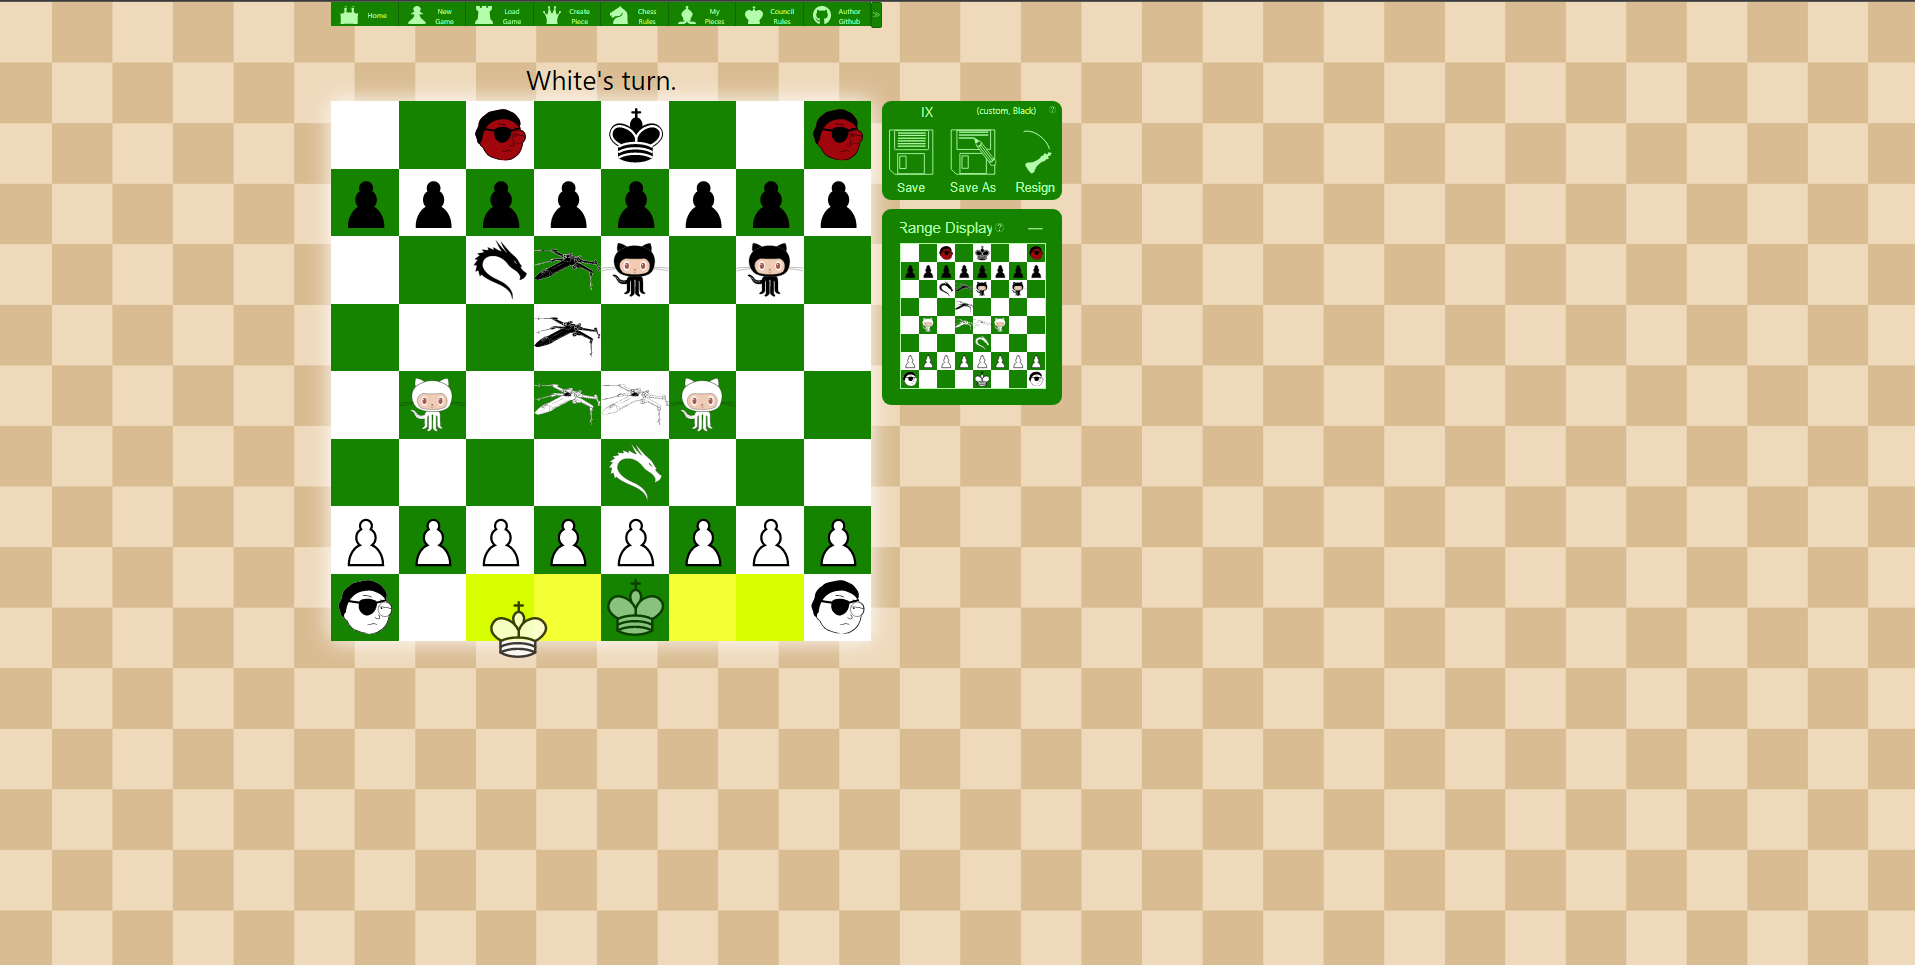 Home
New
Game
Load
Game
Create
Piece
Chess
Rules
My
Pieces
Council
Rules
Author
Github
>>
White's turn.
IX (custom, Black) ?
Save Save As Resign
Range Display ? —